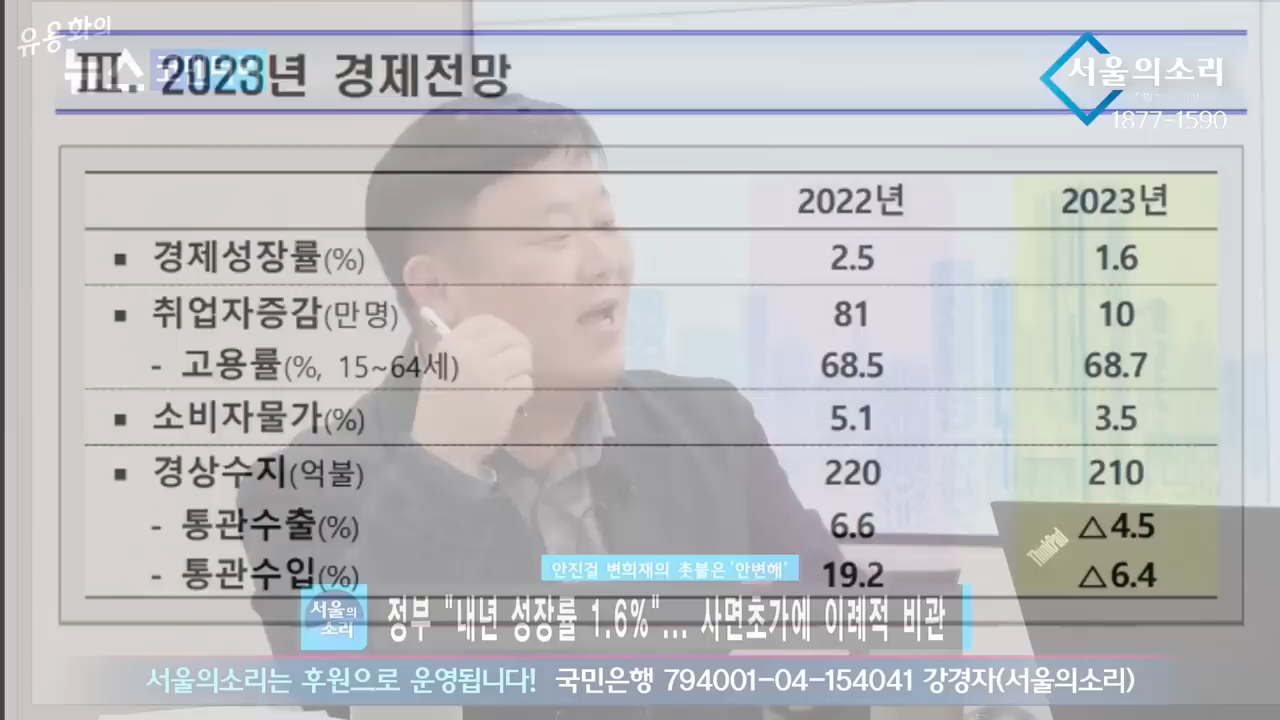 유용화의
뉴스 코멘터리
Ⅲ. 2023년 경제전망
서울의소리
1877-1590
2022년 2023년
▪ 경제성장률(%) 2.5 1.6
▪ 취업자증감(만명) 81 10
- 고용률(%, 15~64세) 68.5 68.7
▪ 소비자물가(%) 5.1 3.5
▪ 경상수지(억불) 220 210
- 통관수출(%) 6.6 △4.5
- 통관수입(%) 19.2 △6.4
ThinkPad
안진걸 변희재의 촛불은 '안변해'
서울의
소리
정부 "내년 성장률 1.6%"... 사면초가에 이례적 비관
서울의소리는 후원으로 운영됩니다! 국민은행 794001-04-154041 강경자(서울의소리)